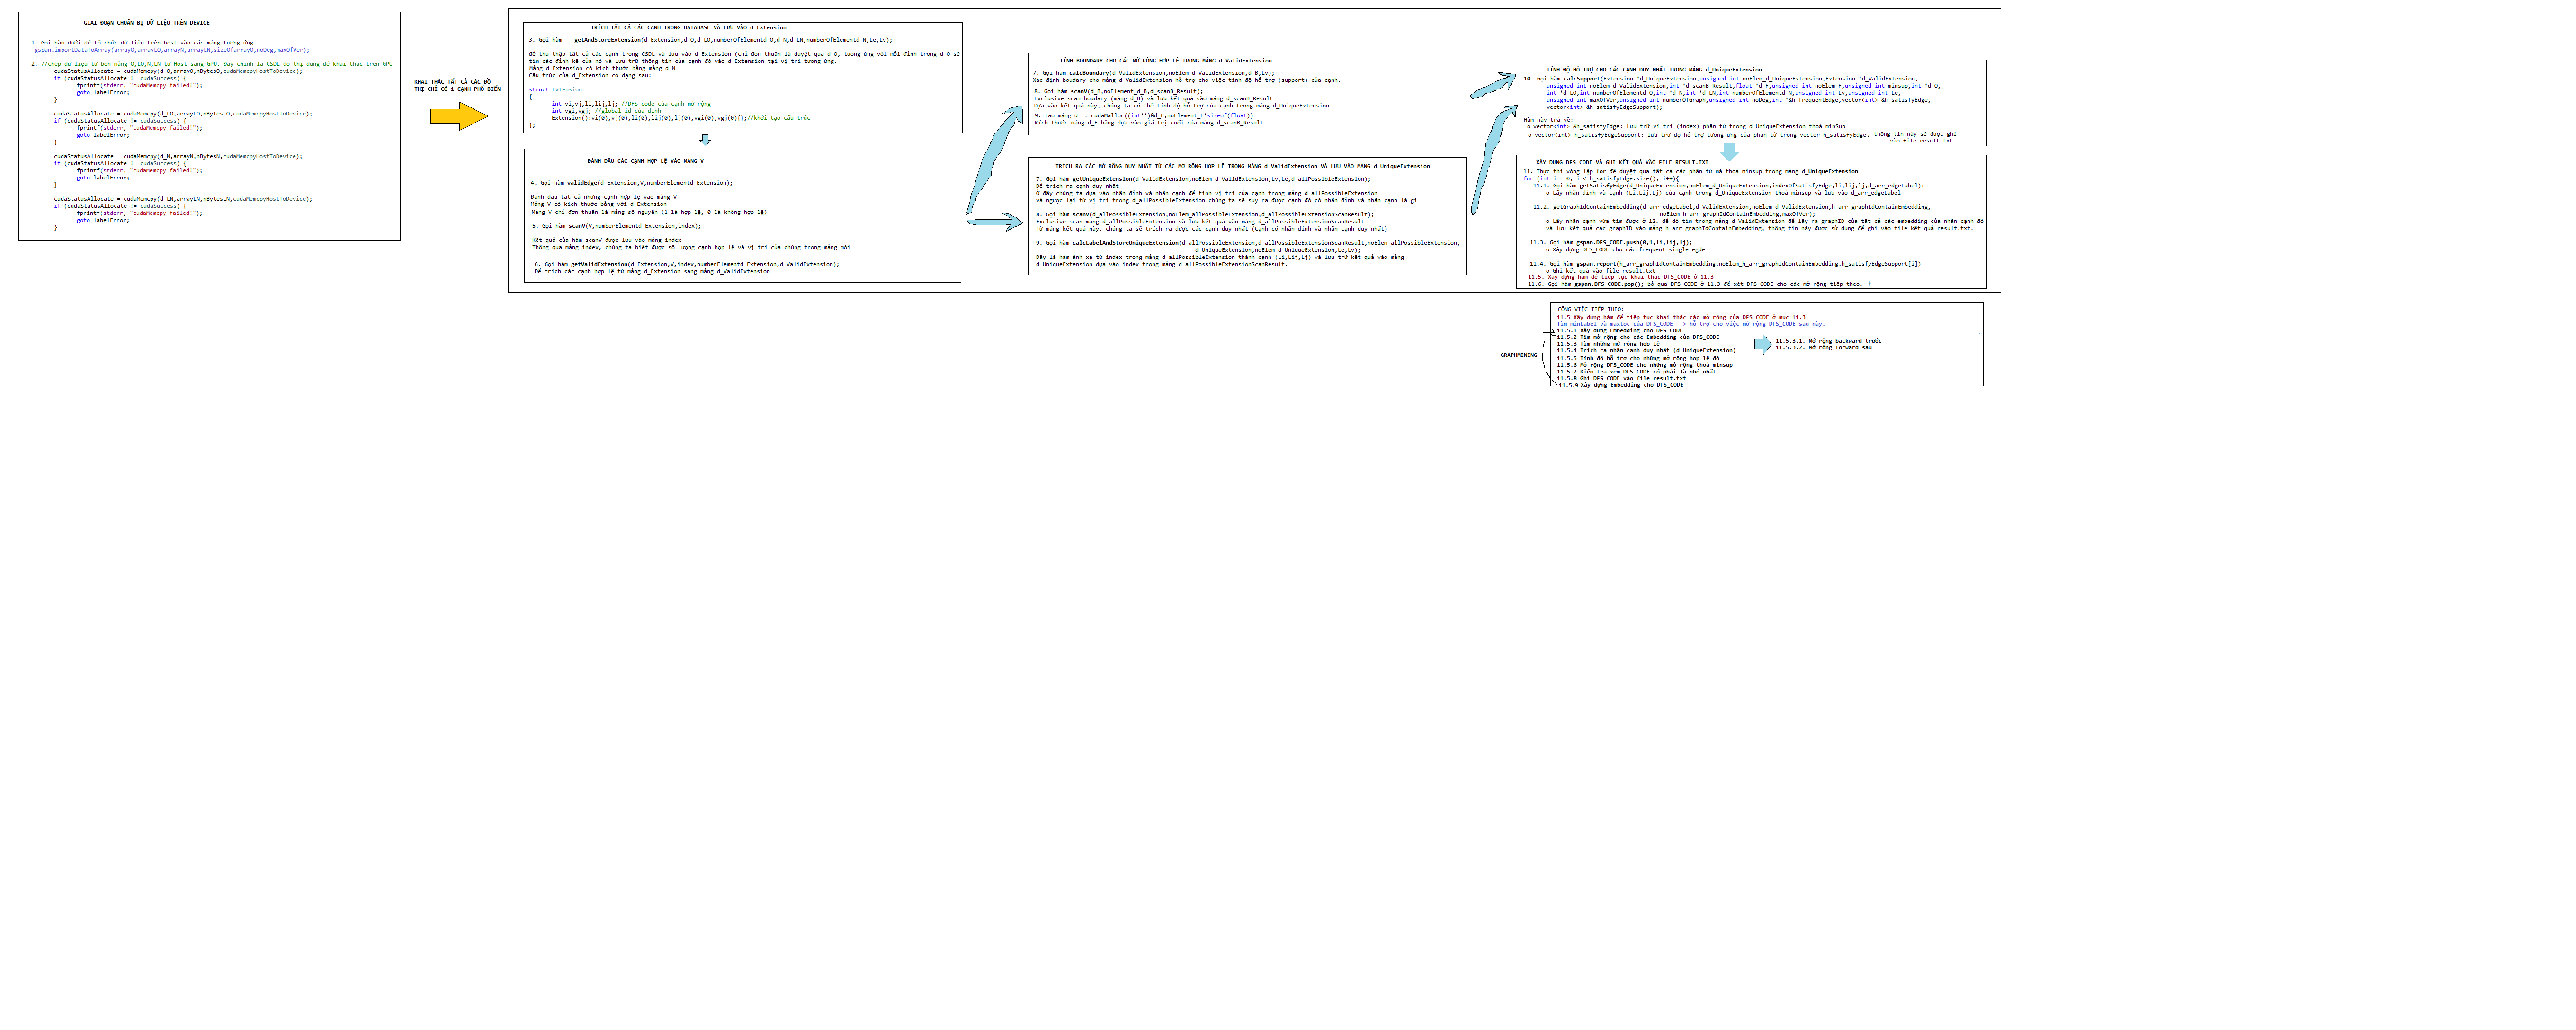 GIAI ĐOẠN CHUẨN BỊ DỮ LIỆU TRÊN DEVICE
1. Gọi hàm dưới để tổ chức dữ liệu trên host vào các mảng tương ứng
gspan.importDataToArray(arrayO,arrayLO,arrayN,arrayLN,sizeOfarrayO,noDeg,maxOfVer);
2. //chép dữ liệu từ bốn mảng O,LO,N,LN từ Host sang GPU. Đây chính là CSDL đồ thị dùng để khai thác trên GPU
cudaStatusAllocate = cudaMemcpy(d_O,arrayO,nBytesO,cudaMemcpyHostToDevice);
if (cudaStatusAllocate != cudaSuccess) {
fprintf(stderr, "cudaMemcpy failed!");
goto labelError;
}
cudaStatusAllocate = cudaMemcpy(d_LO,arrayLO,nBytesLO,cudaMemcpyHostToDevice);
if (cudaStatusAllocate != cudaSuccess) {
fprintf(stderr, "cudaMemcpy failed!");
goto labelError;
}
cudaStatusAllocate = cudaMemcpy(d_N,arrayN,nBytesN,cudaMemcpyHostToDevice);
if (cudaStatusAllocate != cudaSuccess) {
fprintf(stderr, "cudaMemcpy failed!");
goto labelError;
}
cudaStatusAllocate = cudaMemcpy(d_LN,arrayLN,nBytesLN,cudaMemcpyHostToDevice);
if (cudaStatusAllocate != cudaSuccess) {
fprintf(stderr, "cudaMemcpy failed!");
goto labelError;
}
KHAI THÁC TẤT CẢ CÁC ĐỒ
THỊ CHỈ CÓ 1 CẠNH PHỔ BIẾN
TRÍCH TẤT CẢ CÁC CẠNH TRONG DATABASE VÀ LƯU VÀO d_Extension
3. Gọi hàm getAndStoreExtension(d_Extension,d_O,d_LO,numberOfElementd_O,d_N,d_LN,numberOfElementd_N,Le,Lv);
để thu thập tất cả các cạnh trong CSDL và lưu vào d_Extension (chỉ đơn thuần là duyệt qua d_O, tương ứng với mỗi đỉnh trong d_O sẽ
tìm các đỉnh kề của nó và lưu trữ thông tin của cạnh đó vào d_Extension tại vị trí tương ứng.
Mảng d_Extension có kích thước bằng mảng d_N
Cấu trúc của d_Extension có dạng sau:
struct Extension
{
int vi,vj,li,lij,lj; //DFS_code của cạnh mở rộng
int vgi,vgj; //global id của đỉnh
Extension():vi(0),vj(0),li(0),lij(0),lj(0),vgi(0),vgj(0){};//khởi tạo cấu trúc
};
ĐÁNH DẤU CÁC CẠNH HỢP LỆ VÀO MẢNG V
4. Gọi hàm validEdge(d_Extension,V,numberElementd_Extension);
Đánh dấu tất cả những cạnh hợp lệ vào mảng V
Mảng V có kích thước bằng với d_Extension
Mảng V chỉ đơn thuần là mảng số nguyên (1 là hợp lệ, 0 là không hợp lệ)
5. Gọi hàm scanV(V,numberElementd_Extension,index);
Kết quả của hàm scanV được lưu vào mảng index
Thông qua mảng index, chúng ta biết được số lượng cạnh hợp lệ và vị trí của chúng trong mảng mới
6. Gọi hàm getValidExtension(d_Extension,V,index,numberElementd_Extension,d_ValidExtension);
Để trích các cạnh hợp lệ từ mảng d_Extension sang mảng d_ValidExtension
TÍNH BOUNDARY CHO CÁC MỞ RỘNG HỢP LỆ TRONG MẢNG d_ValidExtension
7. Gọi hàm calcBoundary(d_ValidExtension,noElem_d_ValidExtension,d_B,Lv);
Xác định boudary cho mảng d_ValidExtension hỗ trợ cho việc tính độ hỗ trợ (support) của cạnh.
8. Gọi hàm scanV(d_B,noElement_d_B,d_scanB_Result);
Exclusive scan boudary (mảng d_B) và lưu kết quả vào mảng d_scanB_Result
Dựa vào kết quả này, chúng ta có thể tính độ hỗ trợ của cạnh trong mảng d_UniqueExtension
9. Tạo mảng d_F: cudaMalloc((int**)&d_F,noElement_F*sizeof(float))
Kích thước mảng d_F bằng dựa vào giá trị cuối của mảng d_scanB_Result
TRÍCH RA CÁC MỞ RỘNG DUY NHẤT TỪ CÁC MỞ RỘNG HỢP LỆ TRONG MẢNG d_ValidExtension VÀ LƯU VÀO MẢNG d_UniqueExtension
7. Gọi hàm getUniqueExtension(d_ValidExtension,noElem_d_ValidExtension,Lv,Le,d_allPossibleExtension);
Để trích ra cạnh duy nhất
Ở đây chúng ta dựa vào nhãn đỉnh và nhãn cạnh để tính vị trí của cạnh trong mảng d_allPossibleExtension
và ngược lại từ vị trí trong d_allPossibleExtension chúng ta sẽ suy ra được cạnh đó có nhãn đỉnh và nhãn cạnh là gì
8. Gọi hàm scanV(d_allPossibleExtension,noElem_allPossibleExtension,d_allPossibleExtensionScanResult);
Exclusive scan mảng d_allPossibleExtension và lưu kết quả vào mảng d_allPossibleExtensionScanResult
Từ mảng kết quả này, chúng ta sẽ trích ra được các cạnh duy nhất (Cạnh có nhãn đỉnh và nhãn cạnh duy nhất)
9. Gọi hàm calcLabelAndStoreUniqueExtension(d_allPossibleExtension,d_allPossibleExtensionScanResult,noElem_allPossibleExtension,
d_UniqueExtension,noElem_d_UniqueExtension,Le,Lv);
Đây là hàm ánh xạ từ index trong mảng d_allPossibleExtension thành cạnh (Li,Lij,Lj) và lưu trữ kết quả vào mảng
d_UniqueExtension dựa vào index trong mảng d_allPossibleExtensionScanResult.
TÍNH ĐỘ HỖ TRỢ CHO CÁC CẠNH DUY NHẤT TRONG MẢNG d_UniqueExtension
10. Gọi hàm calcSupport(Extension *d_UniqueExtension,unsigned int noElem_d_UniqueExtension,Extension *d_ValidExtension,
unsigned int noElem_d_ValidExtension,int *d_scanB_Result,float *d_F,unsigned int noElem_F,unsigned int minsup,int *d_O,
int *d_LO,int numberOfElementd_O,int *d_N,int *d_LN,int numberOfElementd_N,unsigned int Lv,unsigned int Le,
unsigned int maxOfVer,unsigned int numberOfGraph,unsigned int noDeg,int *&h_frequentEdge,vector<int> &h_satisfyEdge,
vector<int> &h_satisfyEdgeSupport);
Hàm này trả về:
o vector<int> &h_satisfyEdge: Lưu trữ vị trí (index) phần tử trong d_UniqueExtension thoả minSup
o vector<int> h_satisfyEdgeSupport: lưu trữ độ hỗ trợ tương ứng của phần tử trong vector h_satisfyEdge, thông tin này sẽ được ghi
vào file result.txt
XÂY DỰNG DFS_CODE VÀ GHI KẾT QUẢ VÀO FILE RESULT.TXT
11. Thực thi vòng lặp for để duyệt qua tất cả các phần tử mà thoả minsup trong mảng d_UniqueExtension
for (int i = 0; i < h_satisfyEdge.size(); i++){
11.1. Gọi hàm getSatisfyEdge(d_UniqueExtension,noElem_d_UniqueExtension,indexOfSatisfyEdge,li,lij,lj,d_arr_edgeLabel);
o Lấy nhãn đỉnh và cạnh (Li,Lij,Lj) của cạnh trong d_UniqueExtension thoả minsup và lưu vào d_arr_edgeLabel
11.2. getGraphIdContainEmbedding(d_arr_edgeLabel,d_ValidExtension,noElem_d_ValidExtension,h_arr_graphIdContainEmbedding,
noElem_h_arr_graphIdContainEmbedding,maxOfVer);
o Lấy nhãn cạnh vừa tìm được ở 12. để dò tìm trong mảng d_ValidExtension để lấy ra graphID của tất cả các embedding của nhãn cạnh đó
và lưu kết quả các graphID vào mảng h_arr_graphIdContainEmbedding, thông tin này được sử dụng để ghi vào file kết quả result.txt.
11.3. Gọi hàm gspan.DFS_CODE.push(0,1,li,lij,lj);
o Xây dựng DFS_CODE cho các frequent single egde
11.4. Gọi hàm gspan.report(h_arr_graphIdContainEmbedding,noElem_h_arr_graphIdContainEmbedding,h_satisfyEdgeSupport[i])
o Ghi kết quả vào file result.txt
11.5. Xây dựng hàm để tiếp tục khai thác DFS_CODE ở 11.3
11.6. Gọi hàm gspan.DFS_CODE.pop(); bỏ qua DFS_CODE ở 11.3 để xét DFS_CODE cho các mở rộng tiếp theo. }
CÔNG VIỆC TIẾP THEO:
11.5 Xây dựng hàm để tiếp tục khai thác các mở rộng của DFS_CODE ở mục 11.3
Tìm minLabel và maxtoc của DFS_CODE --> hỗ trợ cho việc mở rộng DFS_CODE sau này.
11.5.1 Xây dựng Embedding cho DFS_CODE
11.5.2 Tìm mở rộng cho các Embedding của DFS_CODE
11.5.3 Tìm những mở rộng hợp lệ
11.5.4 Trích ra nhãn cạnh duy nhất (d_UniqueExtension)
11.5.5 Tính độ hỗ trợ cho những mở rộng hợp lệ đó
11.5.6 Mở rộng DFS_CODE cho những mở rộng thoả minsup
11.5.7 Kiểm tra xem DFS_CODE có phải là nhỏ nhất
11.5.8 Ghi DFS_CODE vào file result.txt
11.5.9 Xây dựng Embedding cho DFS_CODE
GRAPHMINING
11.5.3.1. Mở rộng backward trước
11.5.3.2. Mở rộng forward sau